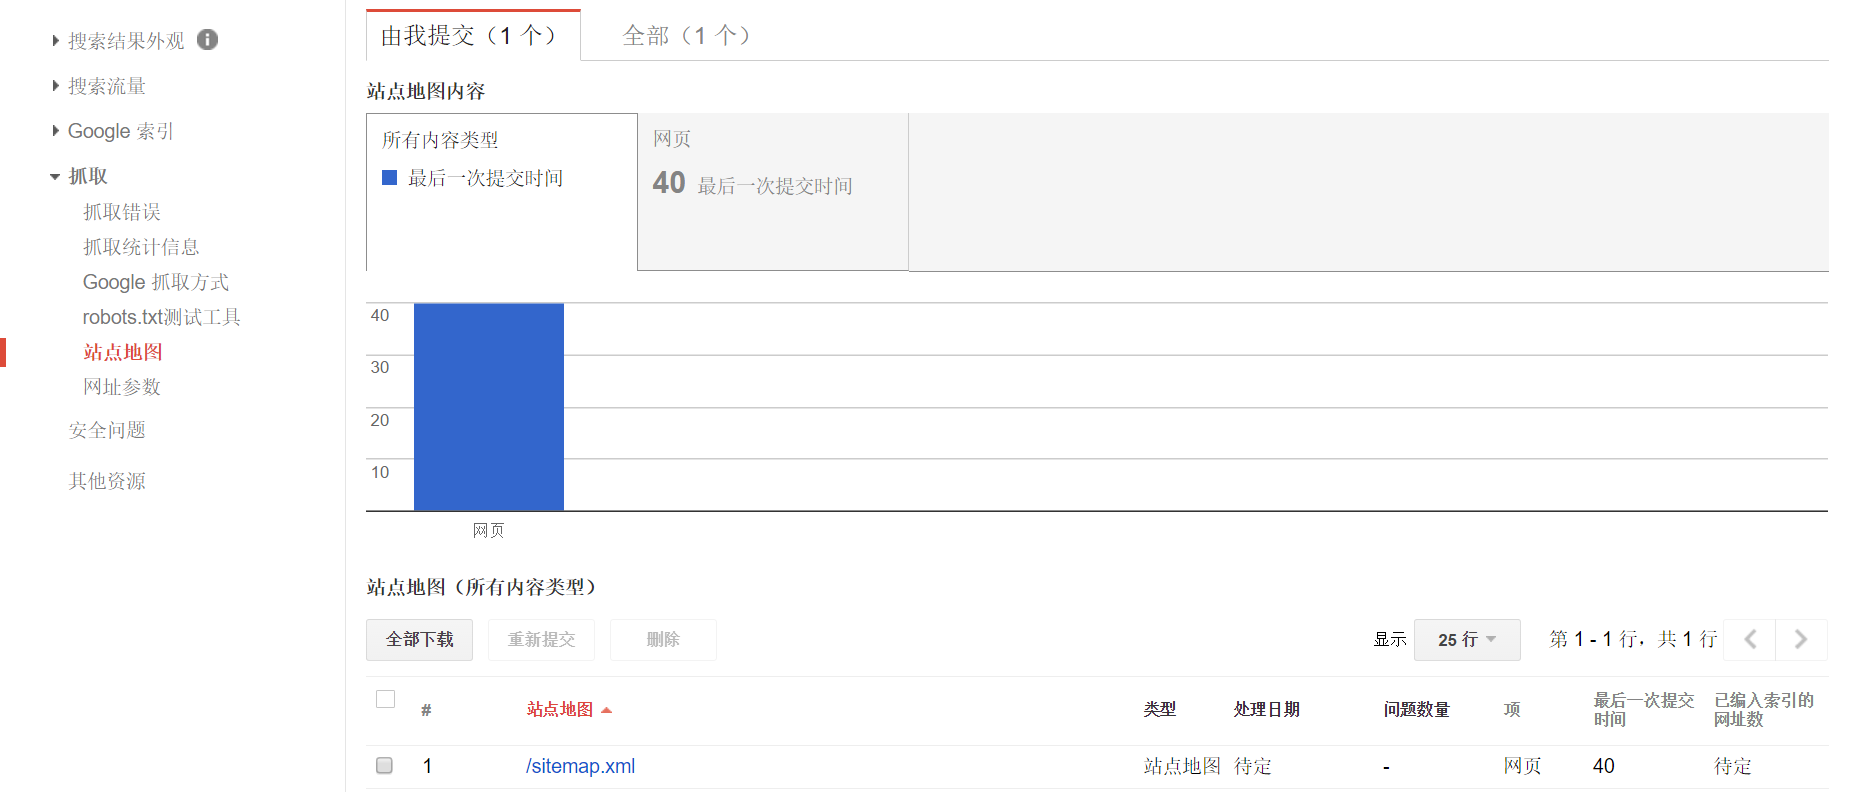 搜索结果外观
搜索流量
Google 索引
抓取
抓取错误
抓取统计信息
Google 抓取方式
robots.txt测试工具
站点地图
网址参数
安全问题
其他资源
由我提交（1 个）
全部（1 个）
站点地图内容
所有内容类型
最后一次提交时间
网页
40 最后一次提交时间
40
30
20
10
网页
站点地图（所有内容类型）
全部下载 重新提交 删除
显示 25 行 第 1 - 1 行，共 1 行
# 站点地图 类型 处理日期 问题数量 项 最后一次提交时间 已编入索引的网址数
1 /sitemap.xml 站点地图 待定 - 网页 40 待定